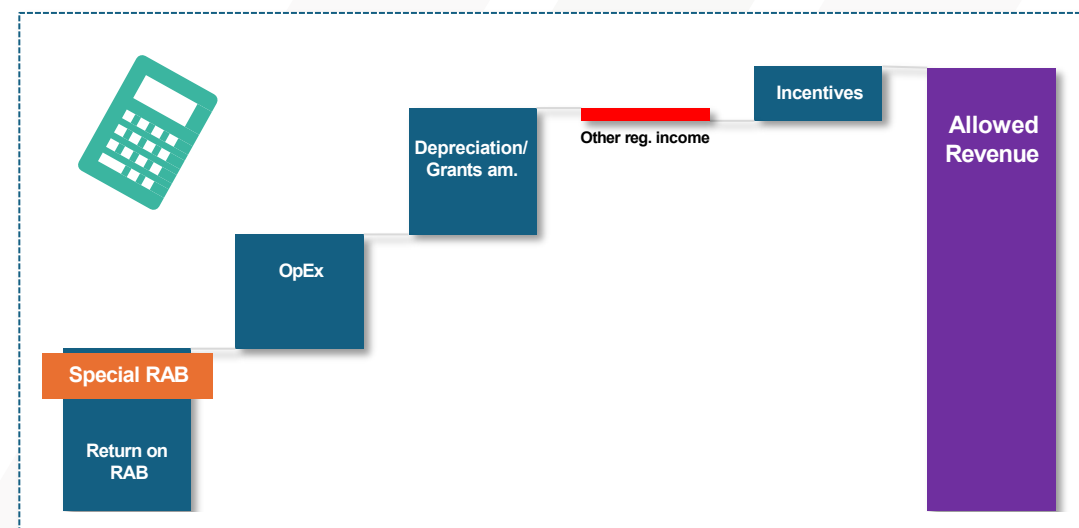 Special RAB
Return on
RAB
OpEx
Depreciation/
Grants am.
Other reg. income
Incentives
Allowed
Revenue